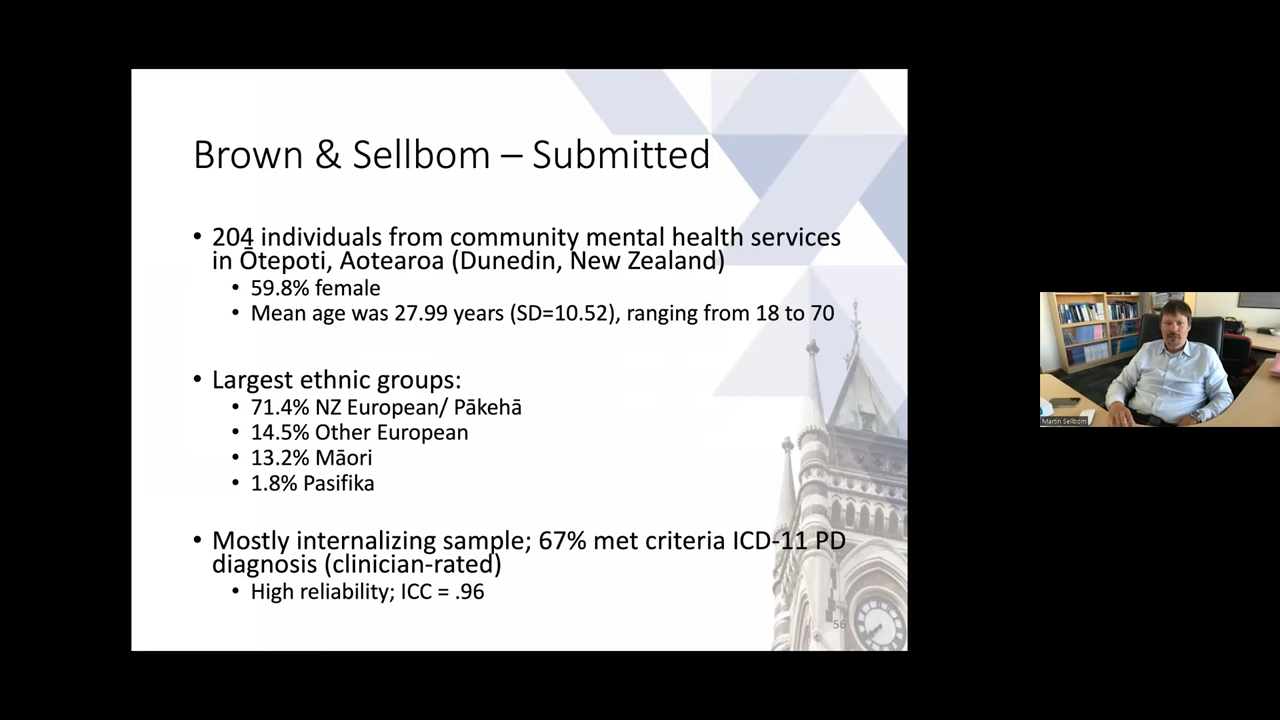 Brown & Sellbom – Submitted
• 204 individuals from community mental health services
in Ōtepoti, Aotearoa (Dunedin, New Zealand)
• 59.8% female
• Mean age was 27.99 years (SD=10.52), ranging from 18 to 70
• Largest ethnic groups:
• 71.4% NZ European/ Pākehā
• 14.5% Other European
• 13.2% Māori
• 1.8% Pasifika
• Mostly internalizing sample; 67% met criteria ICD-11 PD
diagnosis (clinician-rated)
• High reliability; ICC = .96
56
Martin Sellbom